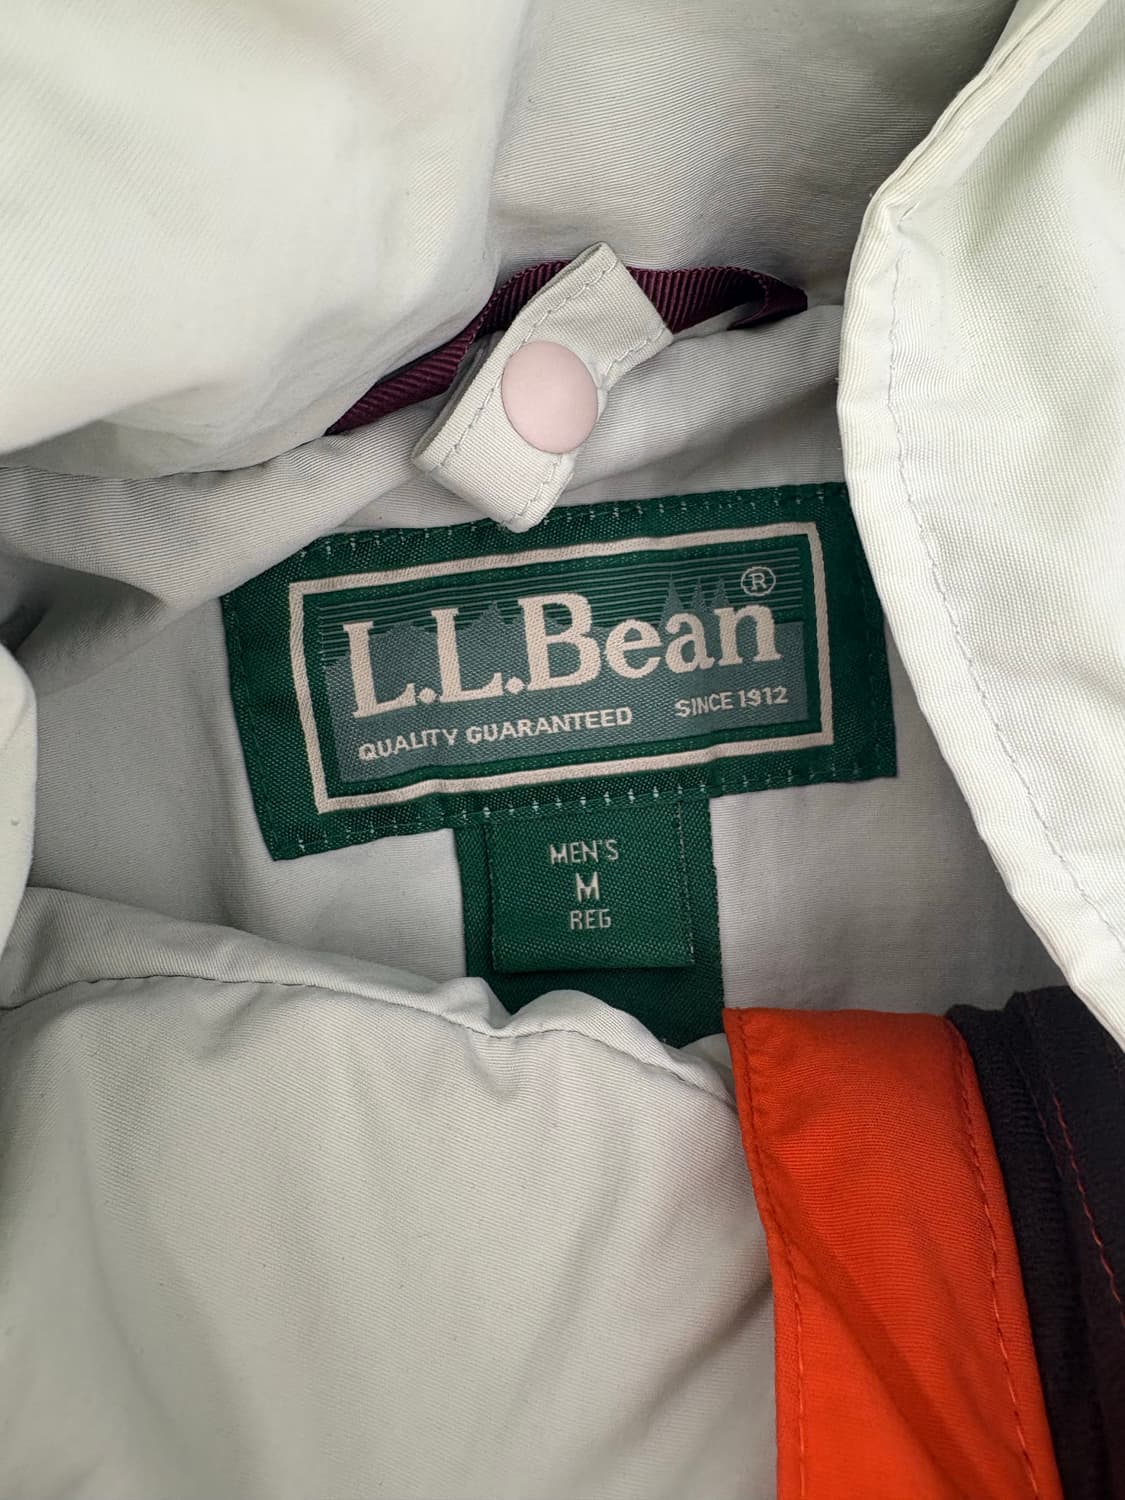 L.L.Bean®
QUALITY GUARANTEED SINCE 1912
MEN'S
M
REG